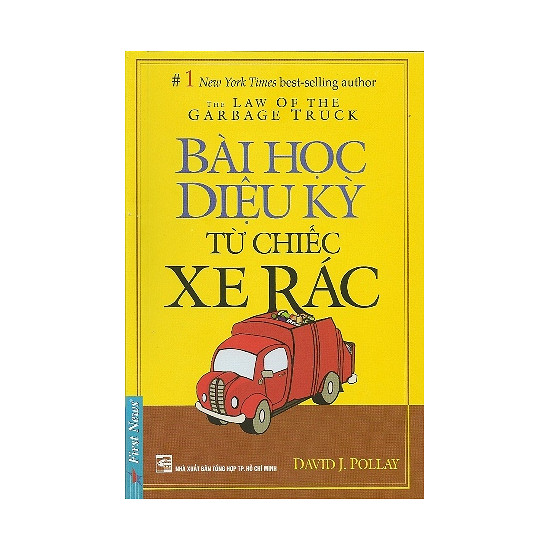 # 1 New York Times best-selling author
THE LAW OF THE
GARBAGE TRUCK
BÀI HỌC
DIỆU KỲ
TỪ CHIẾC
XE RÁC
First News®
NHÀ XUẤT BẢN TỔNG HỢP TP. HỒ CHÍ MINH
DAVID J. POLLAY